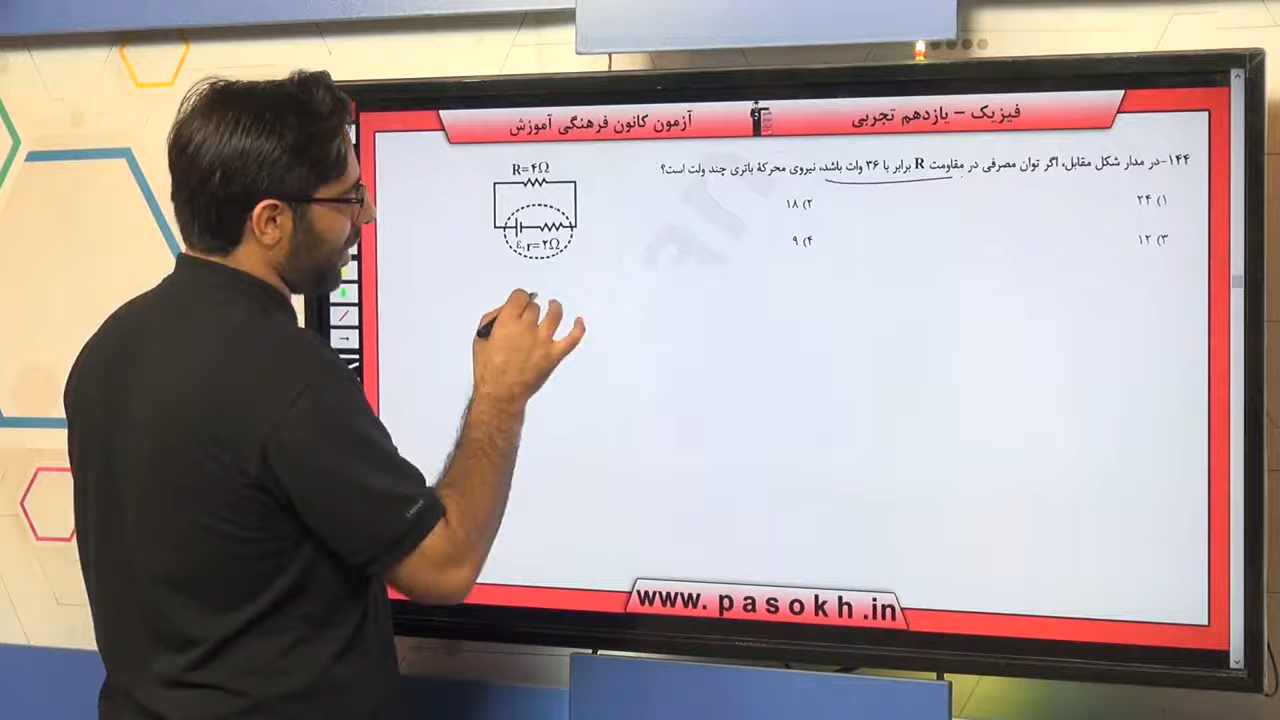 فیزیک – یازدهم تجربی
آزمون کانون فرهنگی آموزش
۱۴۴-در مدار شکل مقابل، اگر توان مصرفی در مقاومت R برابر با ۳۶ وات باشد، نیروی محرکهٔ باتری چند ولت است؟
۱) ۲۴
۲) ۱۸
۳) ۱۲
۴) ۹
R=۴Ω
ε,r=۲Ω
www.pasokh.in